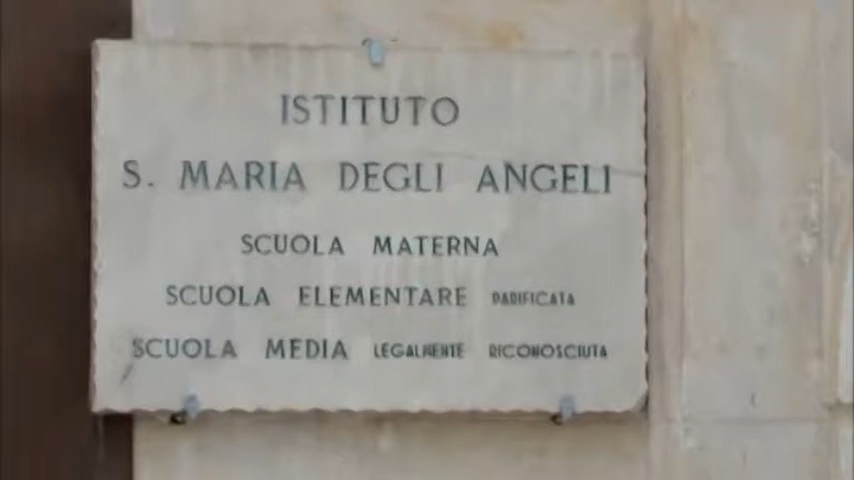 ISTITUTO
S. MARIA DEGLI ANGELI
SCUOLA MATERNA
SCUOLA ELEMENTARE PARIFICATA
SCUOLA MEDIA LEGALMENTE RICONOSCIUTA